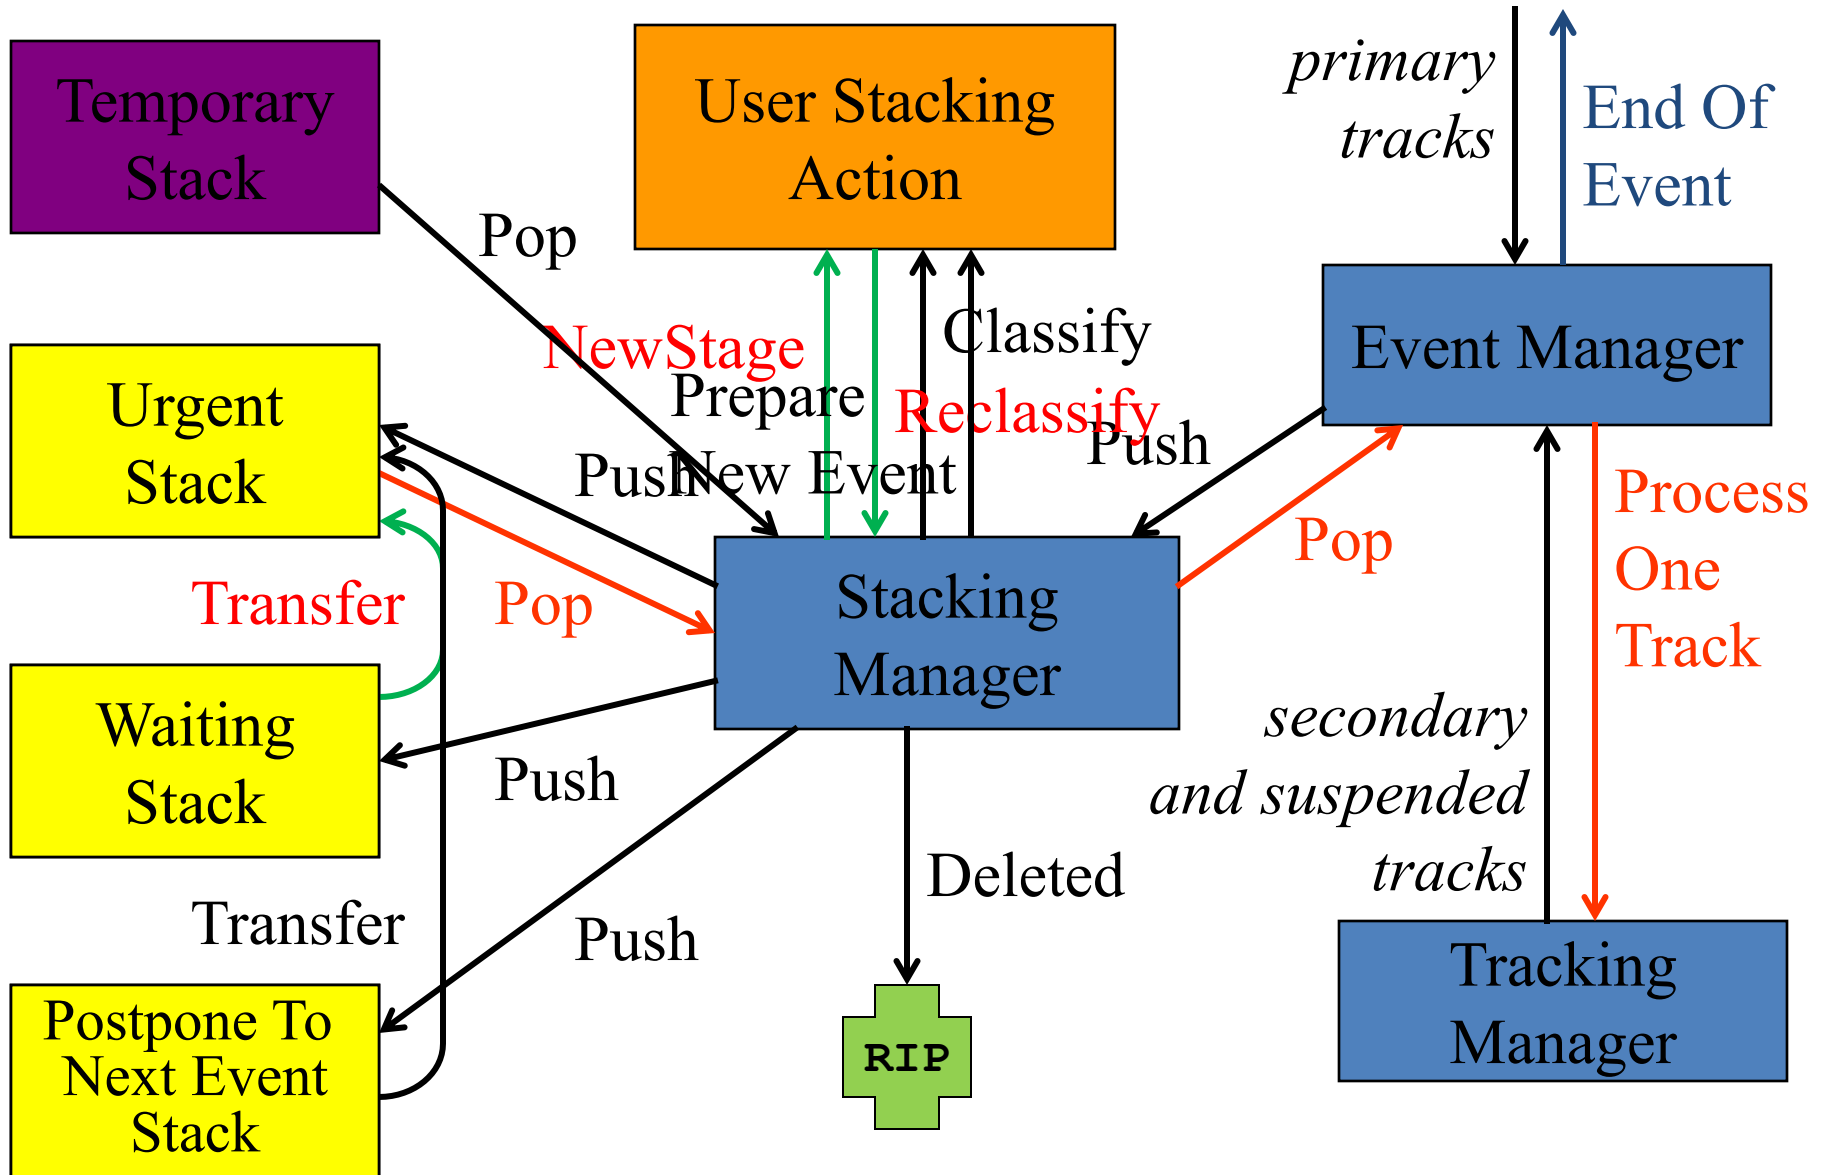 Temporary
Stack
User Stacking
Action
primary
tracks
End Of
Event
Pop
NewStage
Classify
Event Manager
Prepare
Reclassify
Push
Urgent
Stack
Push
New Event
Process
One
Track
Pop
Transfer
Pop
Stacking
Manager
Waiting
Stack
Push
secondary
and suspended
tracks
Deleted
Transfer
Push
Tracking
Manager
Postpone To
Next Event
Stack
RIP